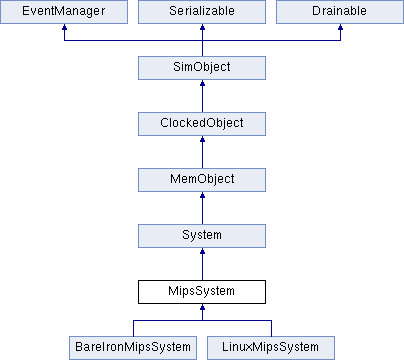 EventManager
Serializable
Drainable
SimObject
ClockedObject
MemObject
System
MipsSystem
BareIronMipsSystem
LinuxMipsSystem